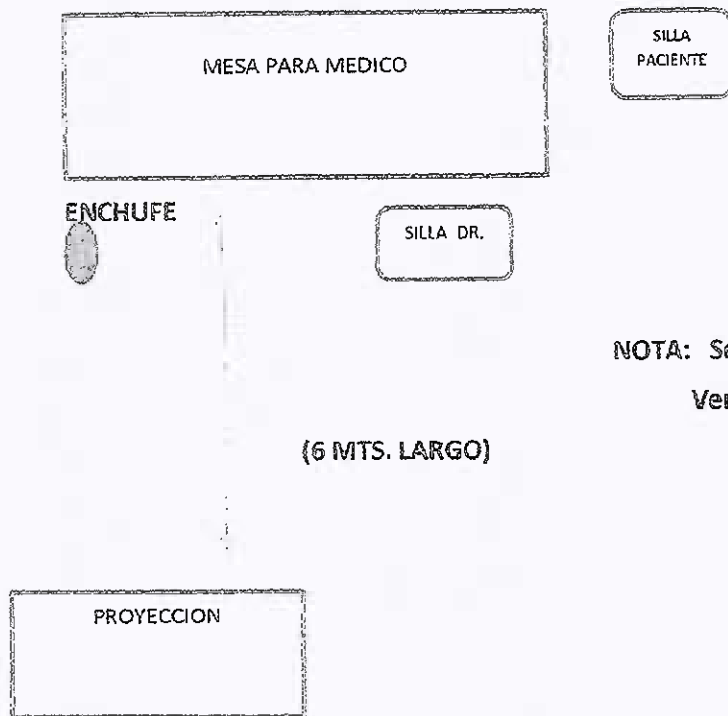 MESA PARA MEDICO
SILLA
PACIENTE
ENCHUFE
SILLA DR.
NOTA:
(6 MTS. LARGO)
PROYECCION